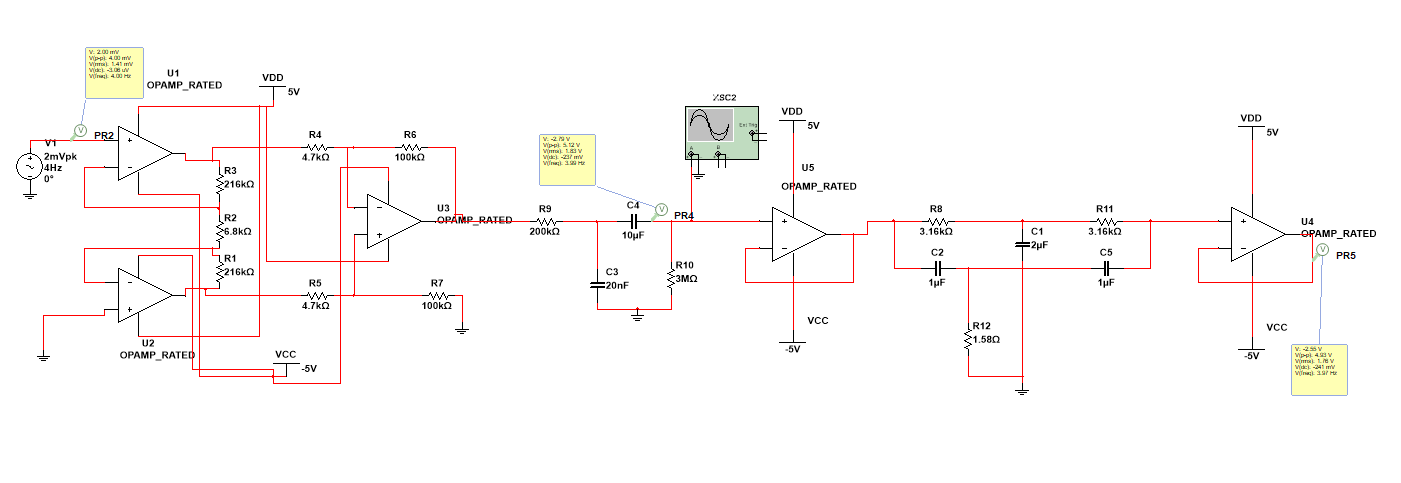 V: 2.00 mV
V(p-p): 4.00 mV
V(rms): 1.41 mV
V(dc): -3.06 uV
V(freq): 4.00 Hz
V
PR2
V1
2mVpk
4Hz
0°
U1
OPAMP_RATED
VDD
5V
R3
216kΩ
R2
6.8kΩ
R1
216kΩ
U2
OPAMP_RATED
VCC
-5V
R4
4.7kΩ
R6
100kΩ
U3
OPAMP_RATED
R5
4.7kΩ
R7
100kΩ
V: -2.79 V
V(p-p): 5.12 V
V(rms): 1.83 V
V(dc): -237 mV
V(freq): 3.99 Hz
V
PR4
R9
200kΩ
C4
10µF
C3
20nF
R10
3MΩ
XSC2
Ext Trig
A
B
VDD
5V
U5
OPAMP_RATED
VCC
-5V
R8
3.16kΩ
R11
3.16kΩ
C1
2µF
C2
1µF
C5
1µF
R12
1.58Ω
VDD
5V
U4
OPAMP_RATED
V
PR5
VCC
-5V
V: -2.55 V
V(p-p): 4.93 V
V(rms): 1.76 V
V(dc): -241 mV
V(freq): 3.97 Hz